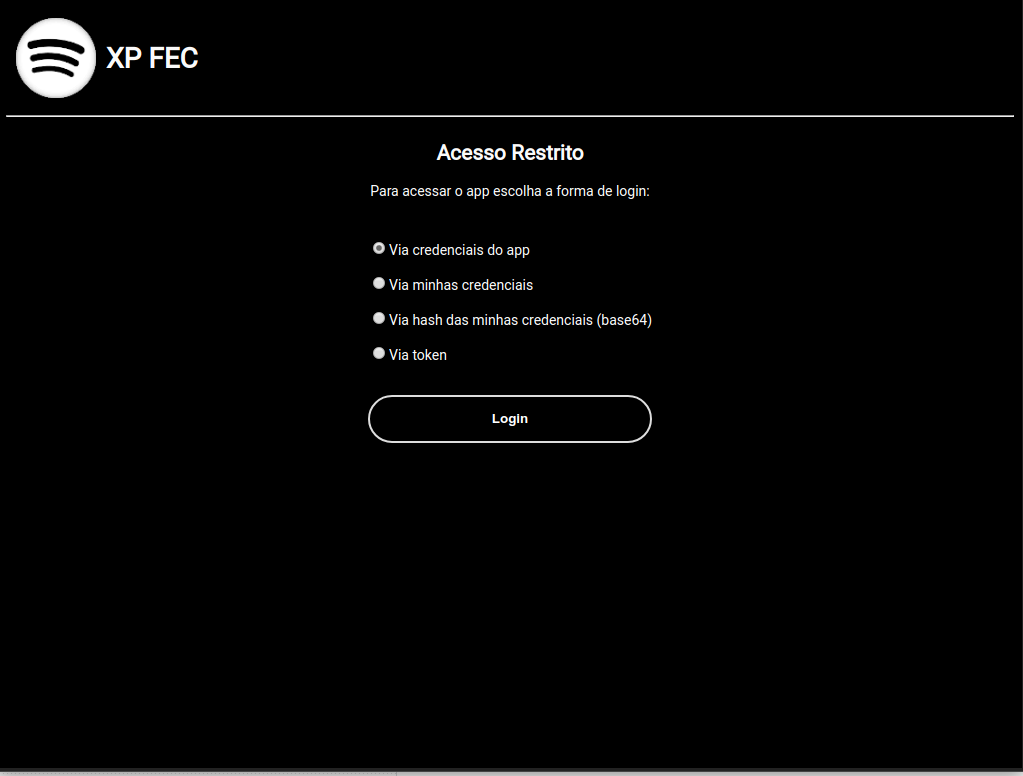 XP FEC
Acesso Restrito
Para acessar o app escolha a forma de login:
Via credenciais do app
Via minhas credenciais
Via hash das minhas credenciais (base64)
Via token
Login